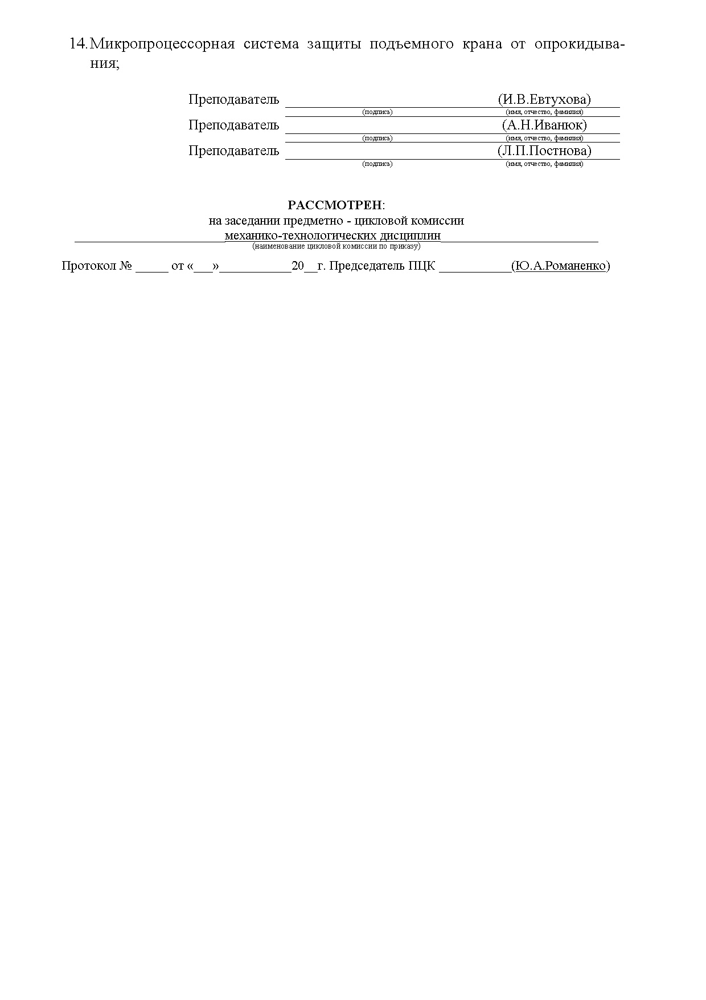 14. Микропроцессорная система защиты подъемного крана от опрокидыва-
ния;
Преподаватель (И.В.Евтухова)
(подпись) (имя, отчество, фамилия)
Преподаватель (А.Н.Иванюк)
(подпись) (имя, отчество, фамилия)
Преподаватель (Л.П.Постнова)
(подпись) (имя, отчество, фамилия)
РАССМОТРЕН:
на заседании предметно - цикловой комиссии
механико-технологических дисциплин
(наименование цикловой комиссии по приказу)
Протокол № _____ от «___»___________20__г. Председатель ПЦК ___________(Ю.А.Романенко)